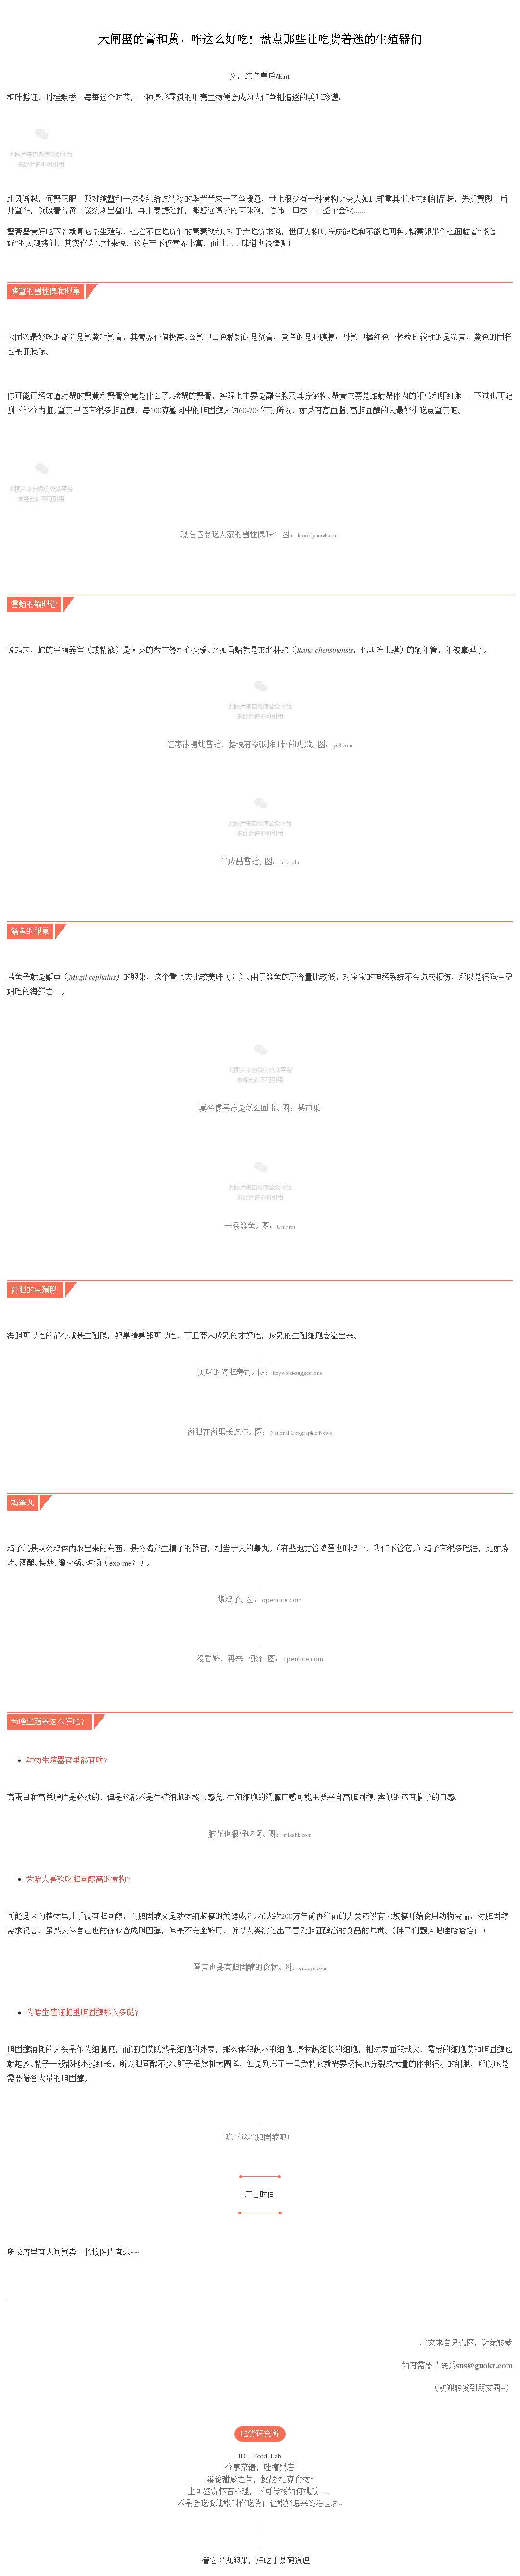 大闸蟹的膏和黄，咋这么好吃！盘点那些让吃货着迷的生殖器们
文：红色皇后/Ent
枫叶摇红，丹桂飘香，每每这个时节，一种身形霸道的甲壳生物便会成为人们争相追逐的美味珍馐。
此图片来自微信公众平台
未经允许不可引用
北风渐起，河蟹正肥，那对绒螯和一抹橙红给这清冷的季节带来了一丝暖意，世上很少有一种食物让会人如此郑重其事地去细细品味，先折蟹脚，后
开蟹斗，吮吸着膏黄，缓缓剥出蟹肉，再用姜醋轻拌，那悠远绵长的回味啊，仿佛一口吞下了整个金秋......
蟹膏蟹黄好吃不？就算它是生殖腺，也拦不住吃货们的蠢蠢欲动。对于大吃货来说，世间万物只分成能吃和不能吃两种。精囊卵巢们也面临着“能怎
好”的灵魂拷问，其实作为食材来说，这东西不仅营养丰富，而且……味道也很棒呢！
螃蟹的副性腺和卵巢
大闸蟹最好吃的部分是蟹黄和蟹膏，其营养价值极高。公蟹中白色黏黏的是蟹膏，黄色的是肝胰腺；母蟹中橘红色一粒粒比较硬的是蟹黄，黄色的同样
也是肝胰腺。
你可能已经知道螃蟹的蟹黄和蟹膏究竟是什么了。螃蟹的蟹膏，实际上主要是副性腺及其分泌物。蟹黄主要是雌螃蟹体内的卵巢和卵细胞 ，不过也可能
刮下部分内脏。蟹黄中还有很多胆固醇，每100克蟹肉中的胆固醇大约60-70毫克。所以，如果有高血脂、高胆固醇的人最好少吃点蟹黄吧。
此图片来自微信公众平台
未经允许不可引用
现在还要吃人家的副性腺吗？ 图：brooklyncrab.com
雪蛤的输卵管
说起来，蛙的生殖器官（或精液）是人类的盘中餐和心头爱。比如雪蛤就是东北林蛙（Rana chensinensis，也叫哈士蟆）的输卵管，卵被拿掉了。
此图片来自微信公众平台
未经允许不可引用
红枣冰糖炖雪蛤，据说有“滋阴润肺”的功效。图：
此图片来自微信公众平台
未经允许不可引用
半成品雪蛤。图：
鲻鱼的卵巢
乌鱼子就是鲻鱼（Mugil cephalus）的卵巢，这个看上去比较美味（？）。由于鲻鱼的汞含量比较低，对宝宝的神经系统不会造成损伤，所以是很适合孕
妇吃的海鲜之一。
此图片来自微信公众平台
未经允许不可引用
莫名像果冻是怎么回事。图：某市集
此图片来自微信公众平台
未经允许不可引用
一朵鲻鱼。图：
海胆的生殖腺
海胆可以吃的部分就是生殖腺，卵巢精巢都可以吃，而且要未成熟的才好吃，成熟的生殖细胞会溢出来。
美味的海胆寿司。图：keyword-suggestions
海胆在海里长这样。图：National Geographic News
鸡睾丸
鸡子就是从公鸡体内取出来的东西，是公鸡产生精子的器官，相当于人的睾丸。（有些地方管鸡蛋也叫鸡子，我们不管它。）鸡子有很多吃法，比如烧
烤、酒酿、快炒、涮火锅、炖汤（exo me？）。
烤鸡子。图：openrice.com
没看够，再来一张？ 图：openrice.com
为啥生殖器这么好吃？
动物生殖器官里都有啥？
高蛋白和高总脂肪是必须的，但是这都不是生殖细胞的核心感觉。生殖细胞的滑腻口感可能主要来自高胆固醇。类似的还有脑子的口感。
脑花也很好吃啊。图：
为啥人喜欢吃胆固醇高的食物？
可能是因为植物里几乎没有胆固醇，而胆固醇又是动物细胞膜的关键成分。在大约200万年前再往前的人类还没有大规模开始食用动物食品，对胆固醇
需求很高，虽然人体自己也的确能合成胆固醇，但是不完全够用，所以人类演化出了喜爱胆固醇高的食品的味觉。（胖子们颤抖吧哇哈哈哈！）
蛋黄也是高胆固醇的食物。图：
为啥生殖细胞里胆固醇那么多呢？
胆固醇消耗的大头是作为细胞膜，而细胞膜既然是细胞的外表，那么体积越小的细胞、身材越细长的细胞，相对表面积越大，需要的细胞膜和胆固醇也
就越多。精子一般都挺小挺细长，所以胆固醇不少。卵子虽然粗大圆笨，但是别忘了一旦受精它就需要极快地分裂成大量的体积很小的细胞，所以还是
需要储备大量的胆固醇。
吃下这坨胆固醇吧！
广告时间
所长店里有大闸蟹卖！长按图片直达~~
本文来自果壳网，谢绝转载
如有需要请联系sns@guokr.com
（欢迎转发到朋友圈~）
吃货研究所
ID： Food_Lab
分享菜谱，吐槽黑店
辩论甜咸之争，挑战“相克食物”
上可鉴赏怀石料理，下可传授如何挑瓜……
不是会吃饭就能叫作吃货！让能好怎来统治世界~
管它睾丸卵巢，好吃才是硬道理！